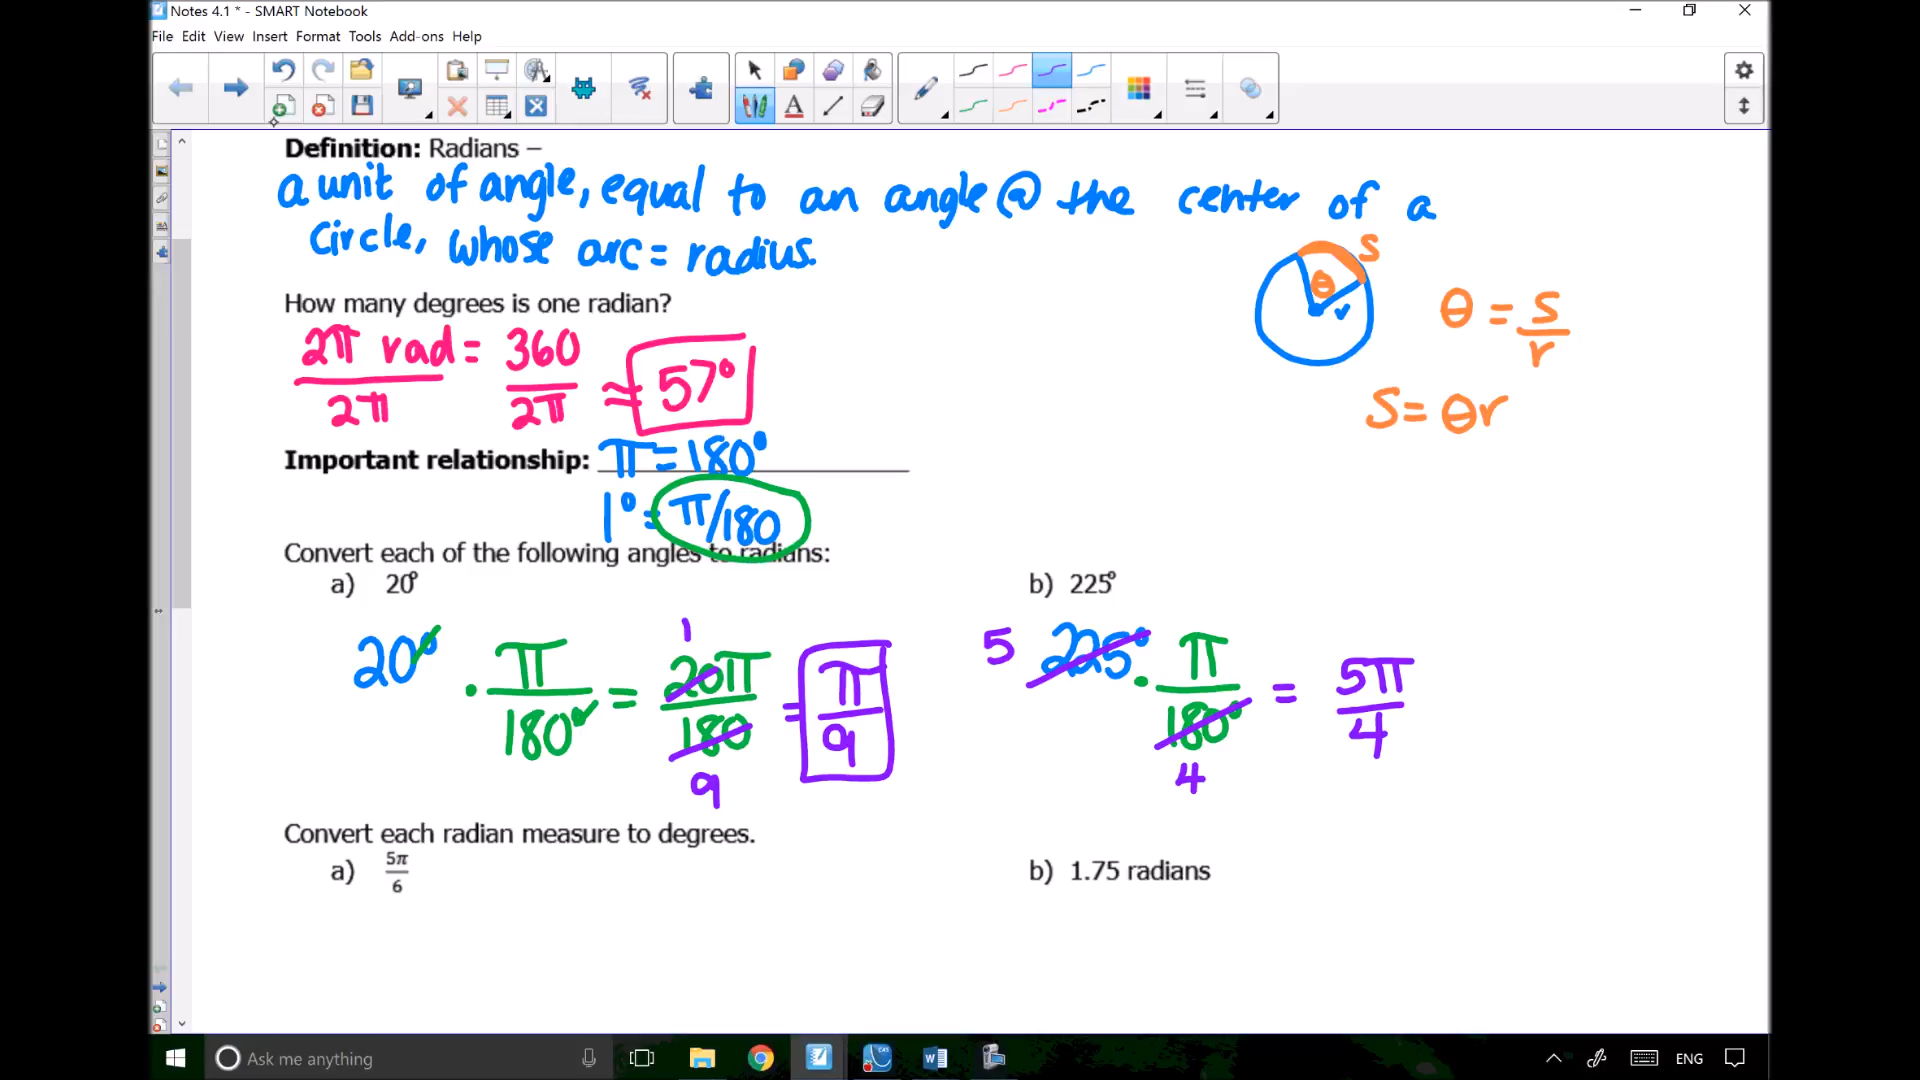 Notes 4.1 * - SMART Notebook
File Edit View Insert Format Tools Add-ons Help
Definition: Radians –
a unit of angle, equal to an angle @ the center of a
circle, whose arc = radius.
S
θ
r
θ = s/r
S = θr
How many degrees is one radian?
2π rad/2π = 360/2π ≈ 57°
Important relationship: π = 180°
1° = π/180
Convert each of the following angles to radians:
a) 20°
b) 225°
20° · π/180° = 20π/180 = π/9
1
9
5 225° · π/180° = 5π/4
4
Convert each radian measure to degrees.
a) 5π/6
b) 1.75 radians
Ask me anything
ENG